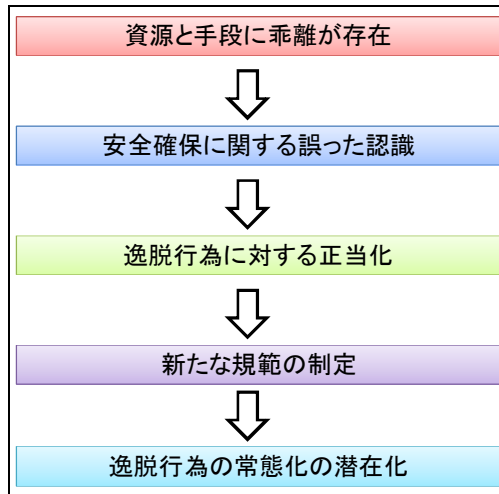 資源と手段に乖離が存在
安全確保に関する誤った認識
逸脱行為に対する正当化
新たな規範の制定
逸脱行為の常態化の潜在化